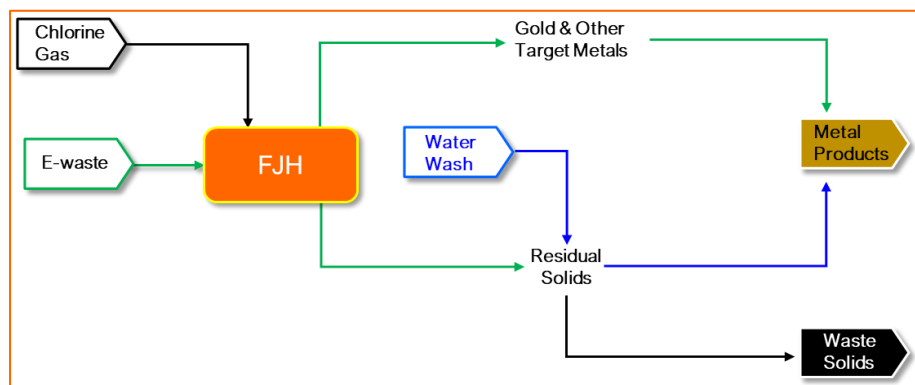 Chlorine
Gas
Gold & Other
Target Metals
E-waste
FJH
Water
Wash
Metal
Products
Residual
Solids
Waste
Solids